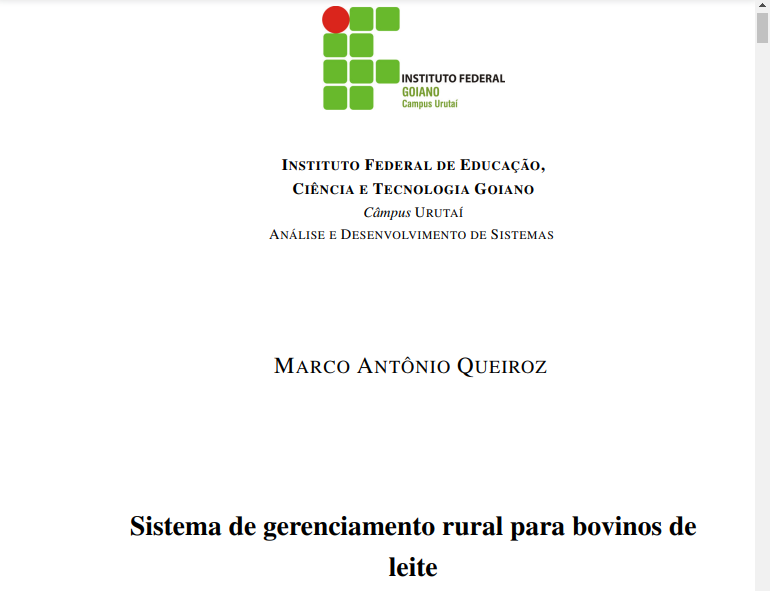 INSTITUTO FEDERAL
GOIANO
Campus Urutaí
INSTITUTO FEDERAL DE EDUCAÇÃO,
CIÊNCIA E TECNOLOGIA GOIANO
Câmpus URUTAÍ
ANÁLISE E DESENVOLVIMENTO DE SISTEMAS
MARCO ANTÔNIO QUEIROZ
Sistema de gerenciamento rural para bovinos de
leite